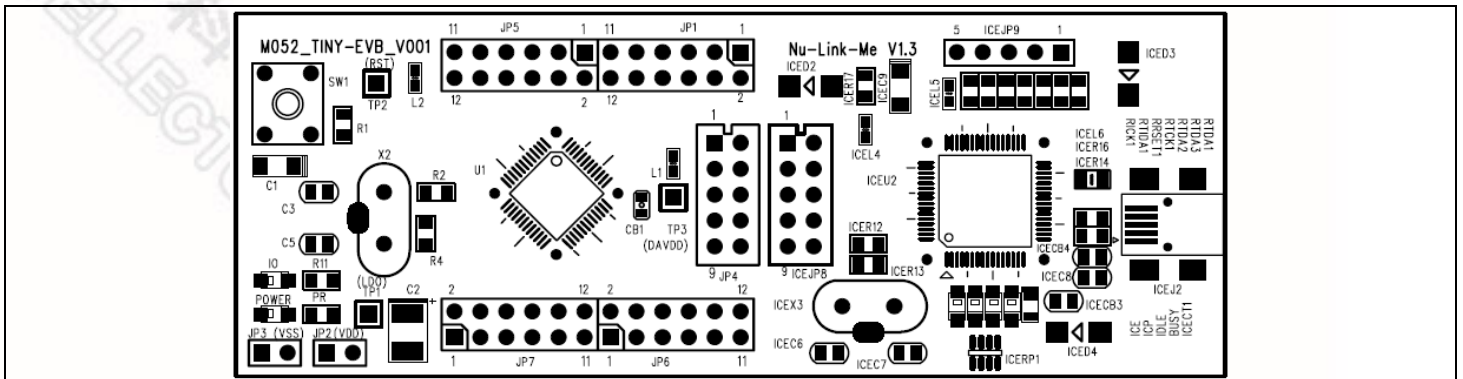 科
ELLECTO
M052_TINY-EVB_V001
Nu-Link-Me V1.3
11 JP5 1
11 JP1 1
12 2
12 2
5 ICEJP9 1
ICED3
SW1
(RST)
TP2
L2
R1
ICED2
ICER17
ICEC9
ICEL5
ICEL4
RICK1
RTIDA1
RRSET1
RTCK1
RTDA2
RTDA3
RTDA1
C1
C3
C5
X2
R2
R4
U1
L1
CB1
TP3
(DAVDD)
1
9 JP4
1
9 ICEJP8
ICEU2
ICEL6
ICER16
ICER14
ICER12
ICER13
ICECB4
ICEC8
ICECB3
ICEJ2
IO
R11
POWER
PR
(LDO)
TP1
C2
+
JP3 (VSS)
JP2(VDD)
2 12
2 12
1 JP7 11
1 JP6 11
ICEX3
ICEC6
ICEC7
ICERP1
ICED4
ICE
IDLE
BUSY
ICECT1